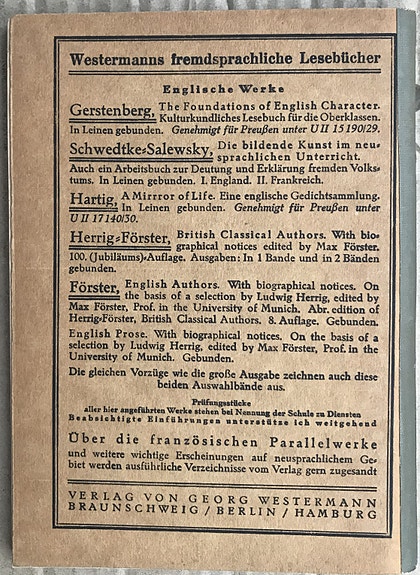 Westermanns fremdsprachliche Lesebücher
Englische Werke
Gerstenberg, The Foundations of English Character.
Kulturkundliches Lesebuch für die Oberklassen.
In Leinen gebunden. Genehmigt für Preußen unter U II 15190/29.
Schwedtke-Salewsky, Die bildende Kunst im neu-
sprachlichen Unterricht.
Auch ein Arbeitsbuch zur Deutung und Erklärung fremden Volks-
tums. In Leinen gebunden. I. England. II. Frankreich.
Hartig, A Mirrror of Life. Eine englische Gedichtsammlung.
In Leinen gebunden. Genehmigt für Preußen unter
U II 17140/30.
Herrig-Förster, British Classical Authors. With bio-
graphical notices edited by Max Förster.
100. (Jubiläums)-Auflage. Ausgaben: In 1 Bande und in 2 Bänden
gebunden.
Förster, English Authors. With biographical notices. On
the basis of a selection by Ludwig Herrig, edited by
Max Förster, Prof. in the University of Munich. Abr. edition of
Herrig-Förster, British Classical Authors. 8. Auflage. Gebunden.
English Prose. With biographical notices. On the basis of a
selection by Ludwig Herrig, edited by Max Förster, Prof. in the
University of Munich. Gebunden.
Die gleichen Vorzüge wie die große Ausgabe zeichnen auch diese
beiden Auswahlbände aus.
Prüfungsstücke
aller hier angeführten Werke stehen bei Nennung der Schule zu Diensten
Beabsichtigte Einführungen unterstütze ich weitgehend
Über die französischen Parallelwerke
und weitere wichtige Erscheinungen auf neusprachlichem Ge-
biet werden ausführliche Verzeichnisse vom Verlag gern zugesandt
VERLAG VON GEORG WESTERMANN
BRAUNSCHWEIG / BERLIN / HAMBURG